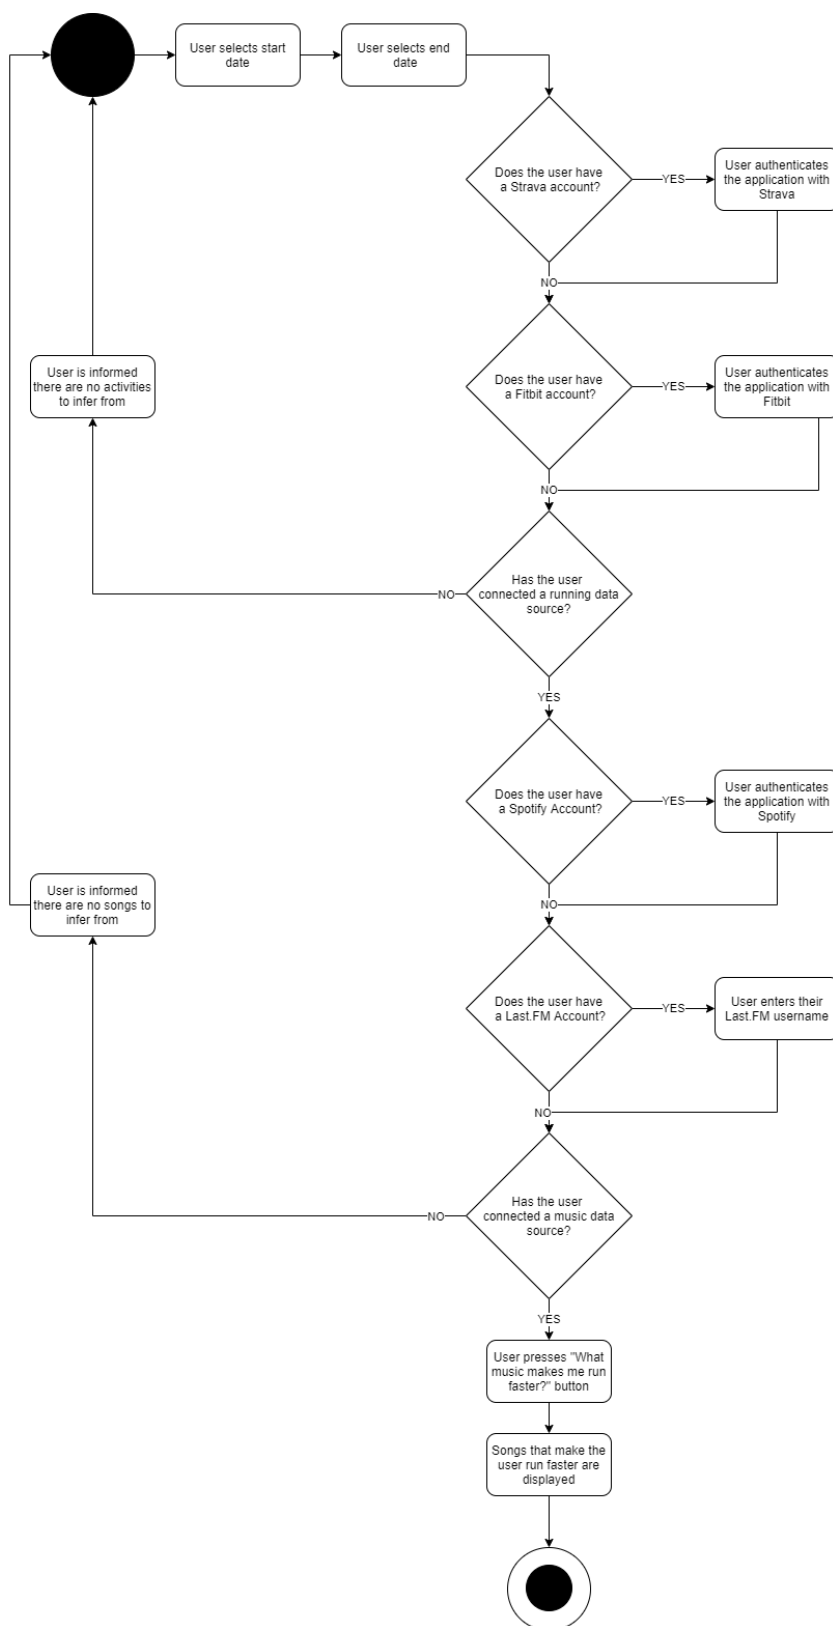 User selects start
date
User selects end
date
Does the user have
a Strava account?
YES
User authenticates
the application with
Strava
NO
User is informed
there are no activities
to infer from
Does the user have
a Fitbit account?
YES
User authenticates
the application with
Fitbit
NO
Has the user
connected a running data
source?
NO
YES
Does the user have
a Spotify Account?
YES
User authenticates
the application with
Spotify
NO
User is informed
there are no songs to
infer from
Does the user have
a Last.FM Account?
YES
User enters their
Last.FM username
NO
Has the user
connected a music data
source?
NO
YES
User presses "What
music makes me run
faster?" button
Songs that make the
user run faster are
displayed